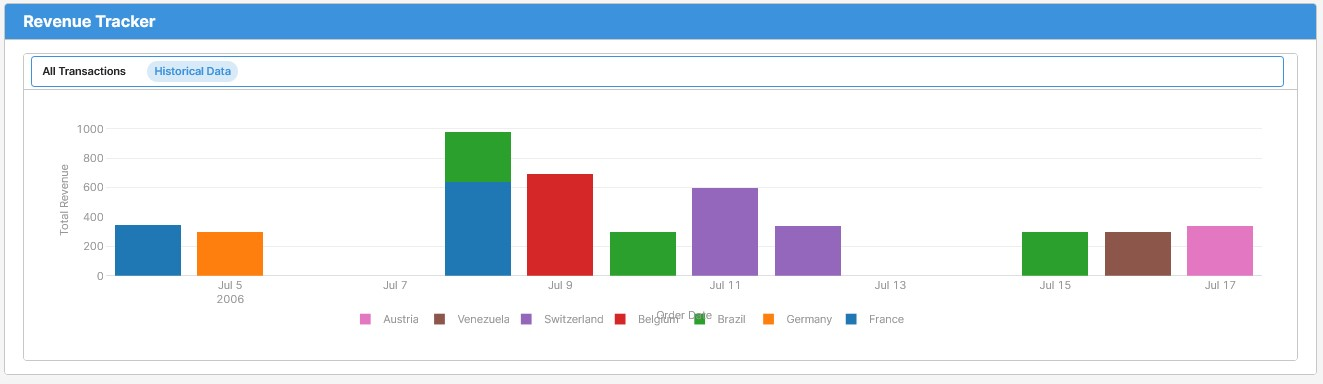 Revenue Tracker
All Transactions Historical Data
1000
800
600
400
200
0
Total Revenue
Jul 5 Jul 7 Jul 9 Jul 11 Jul 13 Jul 15 Jul 17
2006
Order Date
Austria Venezuela Switzerland Belgium Brazil Germany France